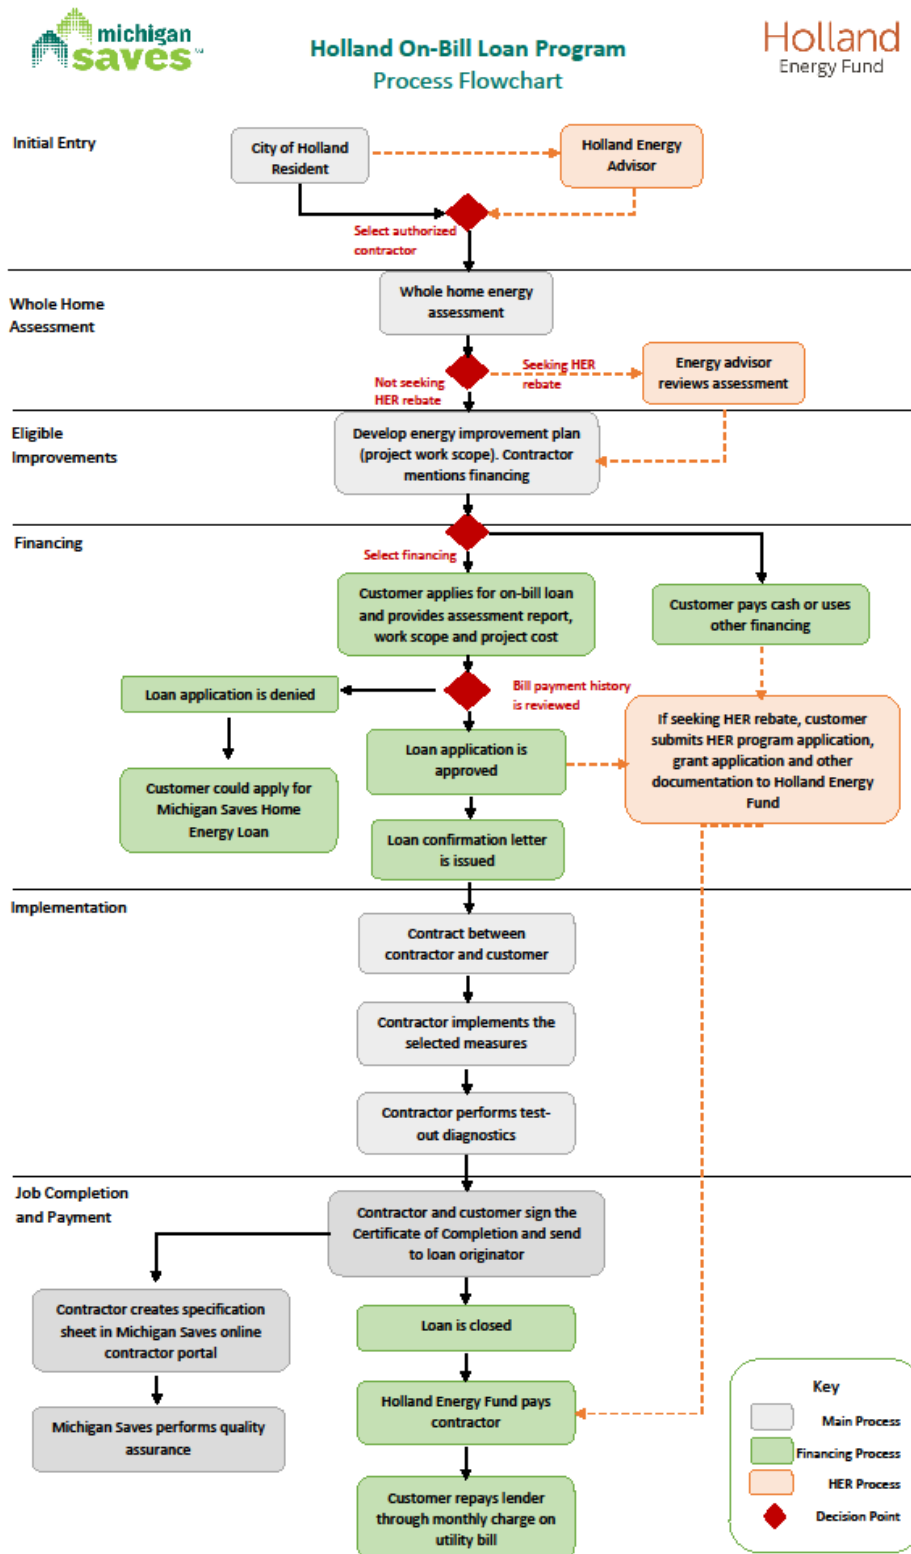 michigan
saves
Holland On-Bill Loan Program
Process Flowchart
Holland
Energy Fund
Initial Entry
City of Holland
Resident
Holland Energy
Advisor
Select authorized
contractor
Whole Home
Assessment
Whole home energy
assessment
Seeking HER
rebate
Energy advisor
reviews assessment
Not seeking
HER rebate
Eligible
Improvements
Develop energy improvement plan
(project work scope). Contractor
mentions financing
Financing
Select financing
Customer applies for on-bill loan
and provides assessment report,
work scope and project cost
Customer pays cash or uses
other financing
Loan application is denied
Bill payment history
is reviewed
Loan application is
approved
If seeking HER rebate, customer
submits HER program application,
grant application and other
documentation to Holland Energy
Fund
Customer could apply for
Michigan Saves Home
Energy Loan
Loan confirmation letter
is issued
Implementation
Contract between
contractor and customer
Contractor implements the
selected measures
Contractor performs test-
out diagnostics
Job Completion
and Payment
Contractor and customer sign the
Certificate of Completion and send
to loan originator
Contractor creates specification
sheet in Michigan Saves online
contractor portal
Loan is closed
Michigan Saves performs quality
assurance
Holland Energy Fund pays
contractor
Customer repays lender
through monthly charge on
utility bill
Key
Main Process
Financing Process
HER Process
Decision Point